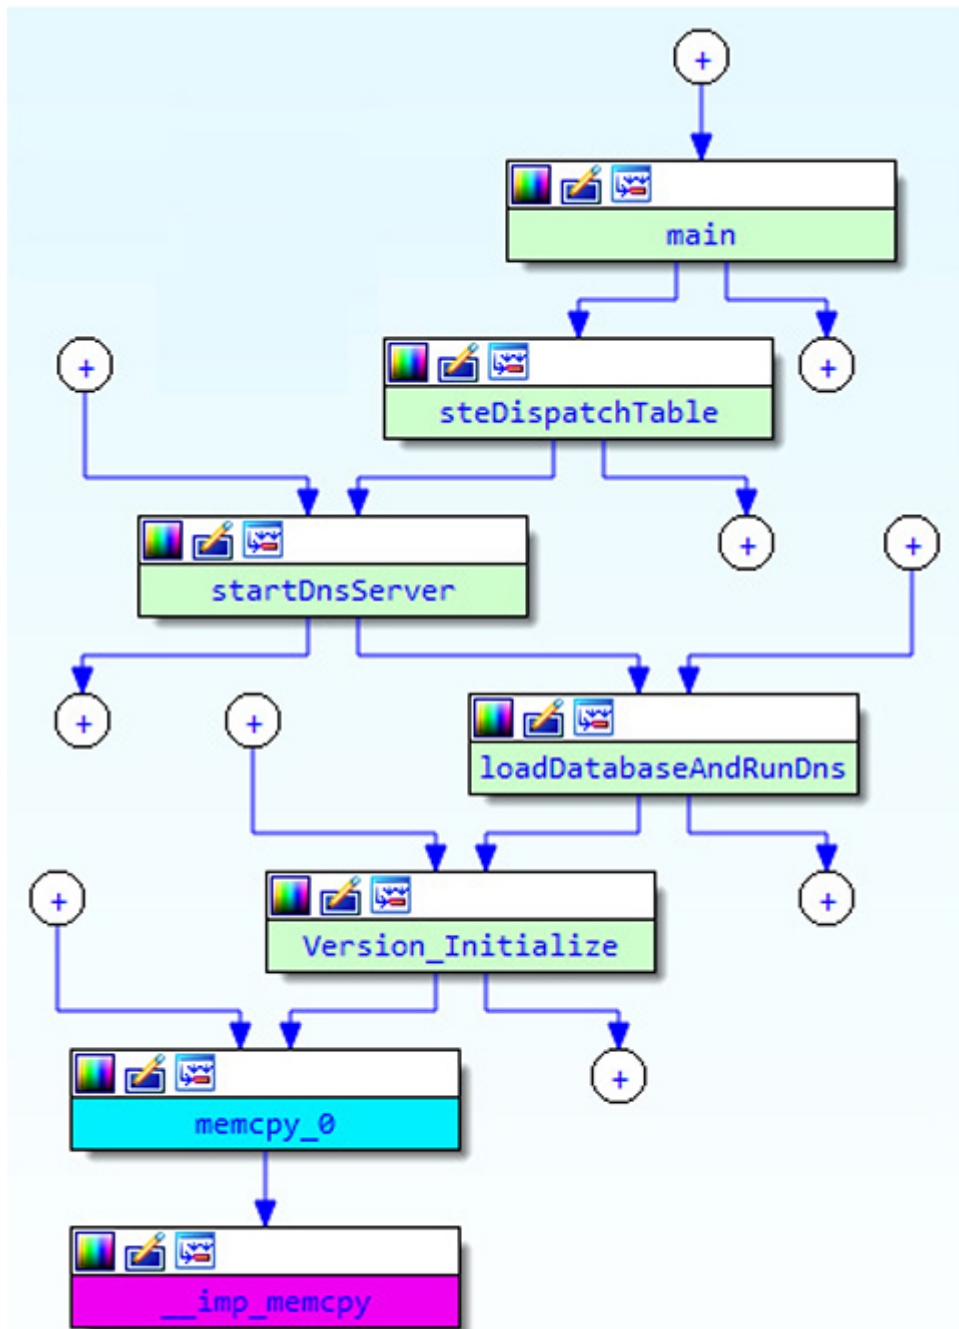 +
main
+
+
steDispatchTable
+
+
startDnsServer
+
+
loadDatabaseAndRunDns
+
+
Version_Initialize
+
memcpy_0
__imp_memcpy